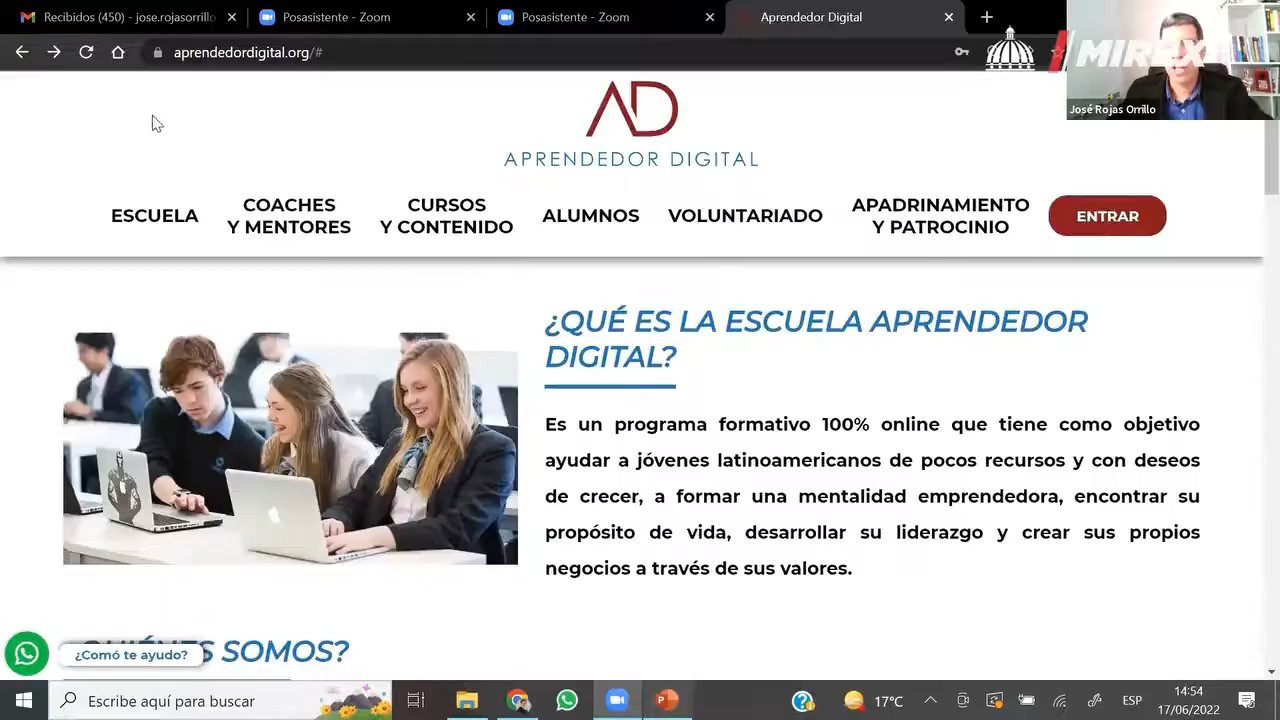 Recibidos (450) - jose.rojasorrillo
Posasistente - Zoom
Posasistente - Zoom
Aprendedor Digital
aprendedordigital.org/#
MIREX
José Rojas Orrillo
AD
APRENDEDOR DIGITAL
ESCUELA
COACHES
Y MENTORES
CURSOS
Y CONTENIDO
ALUMNOS
VOLUNTARIADO
APADRINAMIENTO
Y PATROCINIO
ENTRAR
¿QUÉ ES LA ESCUELA APRENDEDOR
DIGITAL?
Es un programa formativo 100% online que tiene como objetivo
ayudar a jóvenes latinoamericanos de pocos recursos y con deseos
de crecer, a formar una mentalidad emprendedora, encontrar su
propósito de vida, desarrollar su liderazgo y crear sus propios
negocios a través de sus valores.
SOMOS?
¿Comó te ayudo?
Escribe aquí para buscar
17°C
ESP
14:54
17/06/2022